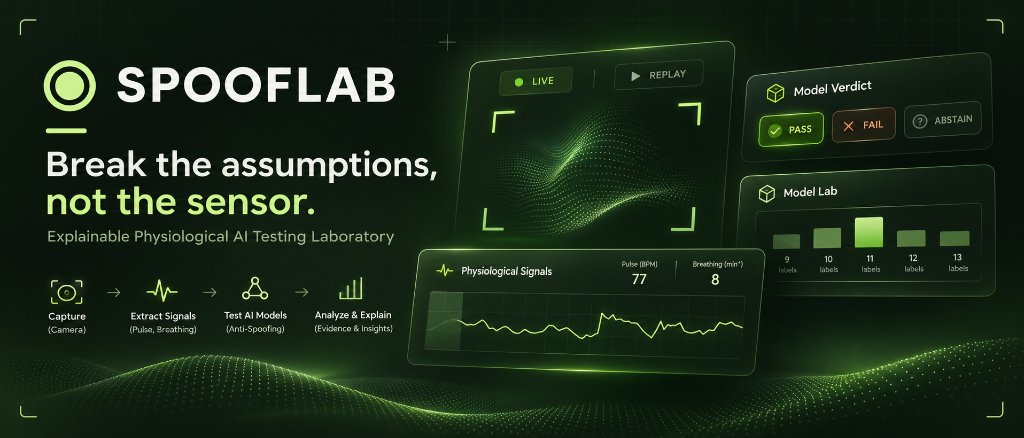 SPOOFLAB
Break the assumptions,
not the sensor.
Explainable Physiological AI Testing Laboratory
Capture
(Camera)
Extract Signals
(Pulse, Breathing)
Test AI Models
(Anti-Spoofing)
Analyze & Explain
(Evidence & Insights)
LIVE
REPLAY
Physiological Signals
Pulse (BPM)
77
Breathing (min⁻¹)
8
Model Verdict
PASS
FAIL
ABSTAIN
Model Lab
9 10 11 12 13
labels labels labels labels labels